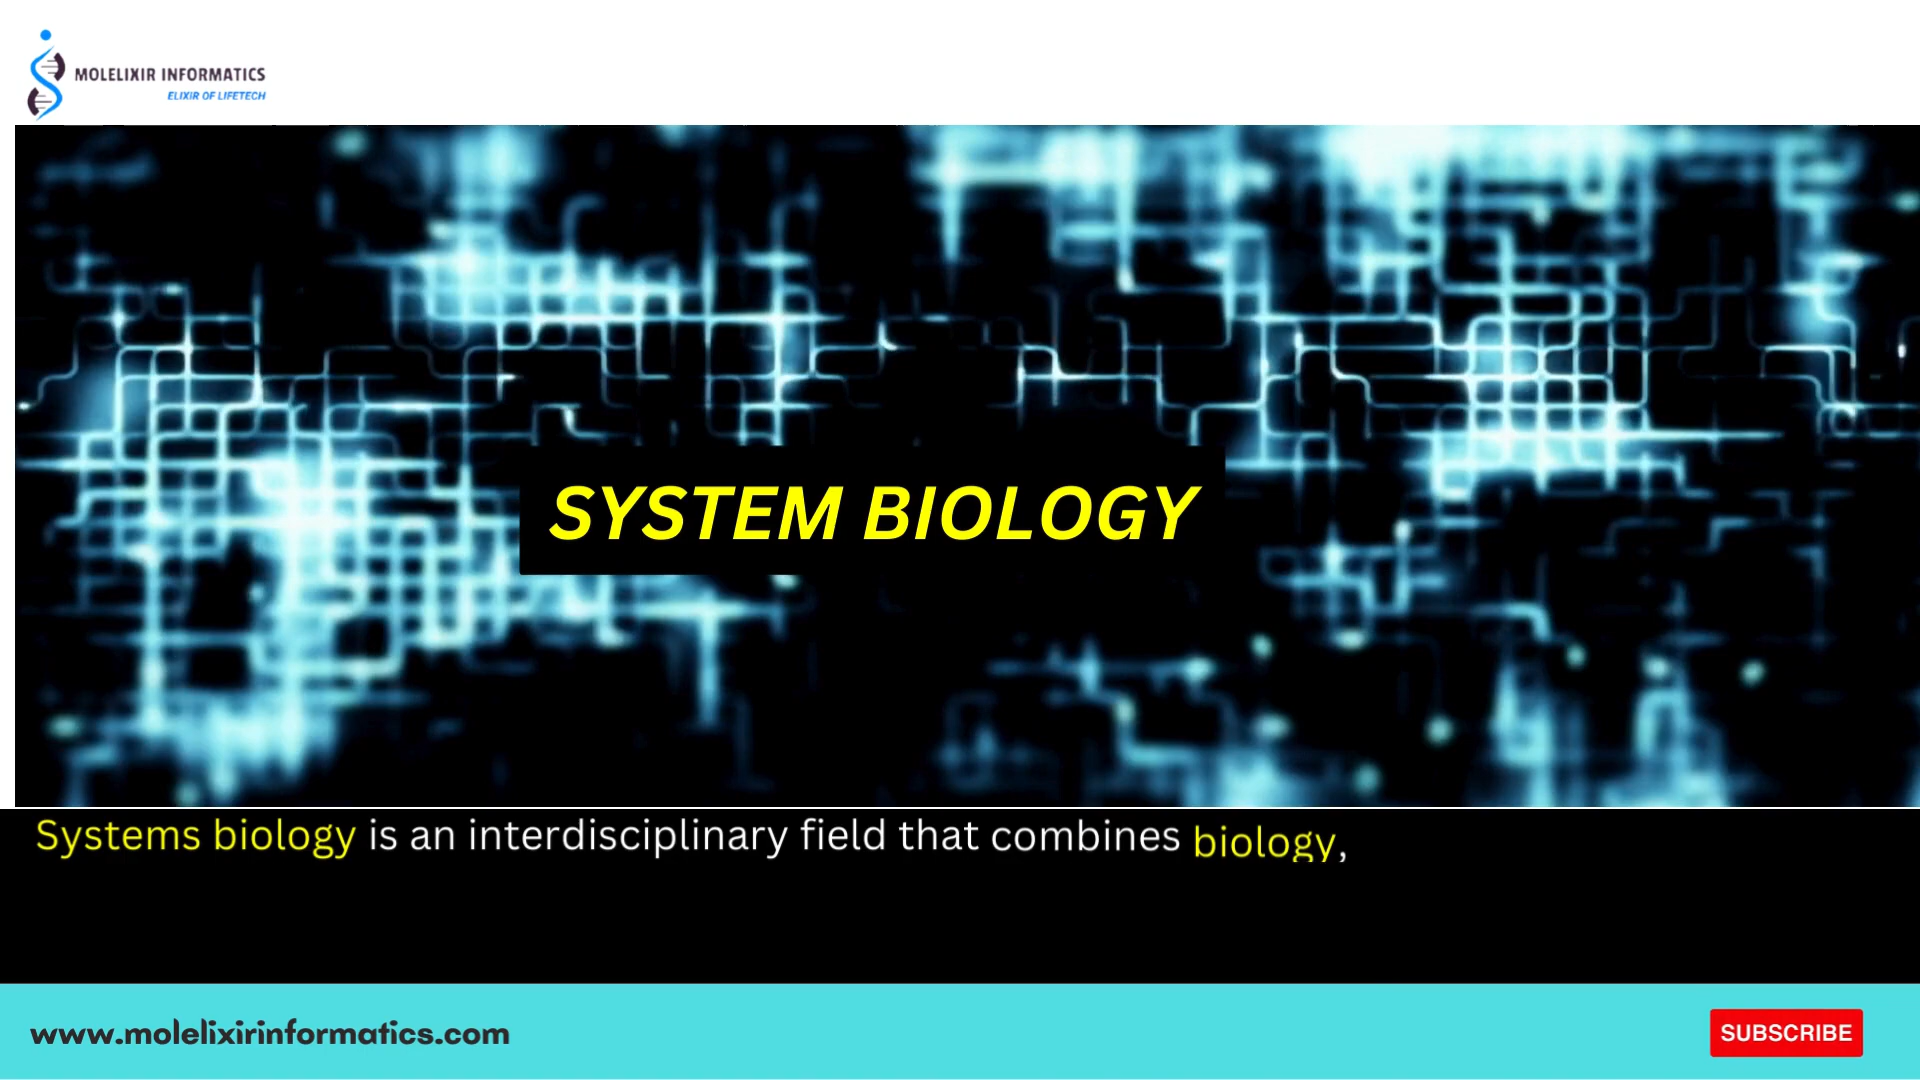 MOLELIXIR INFORMATICS
ELIXIR OF LIFETECH
SYSTEM BIOLOGY
Systems biology is an interdisciplinary field that combines biology,
www.molelixirinformatics.com
SUBSCRIBE